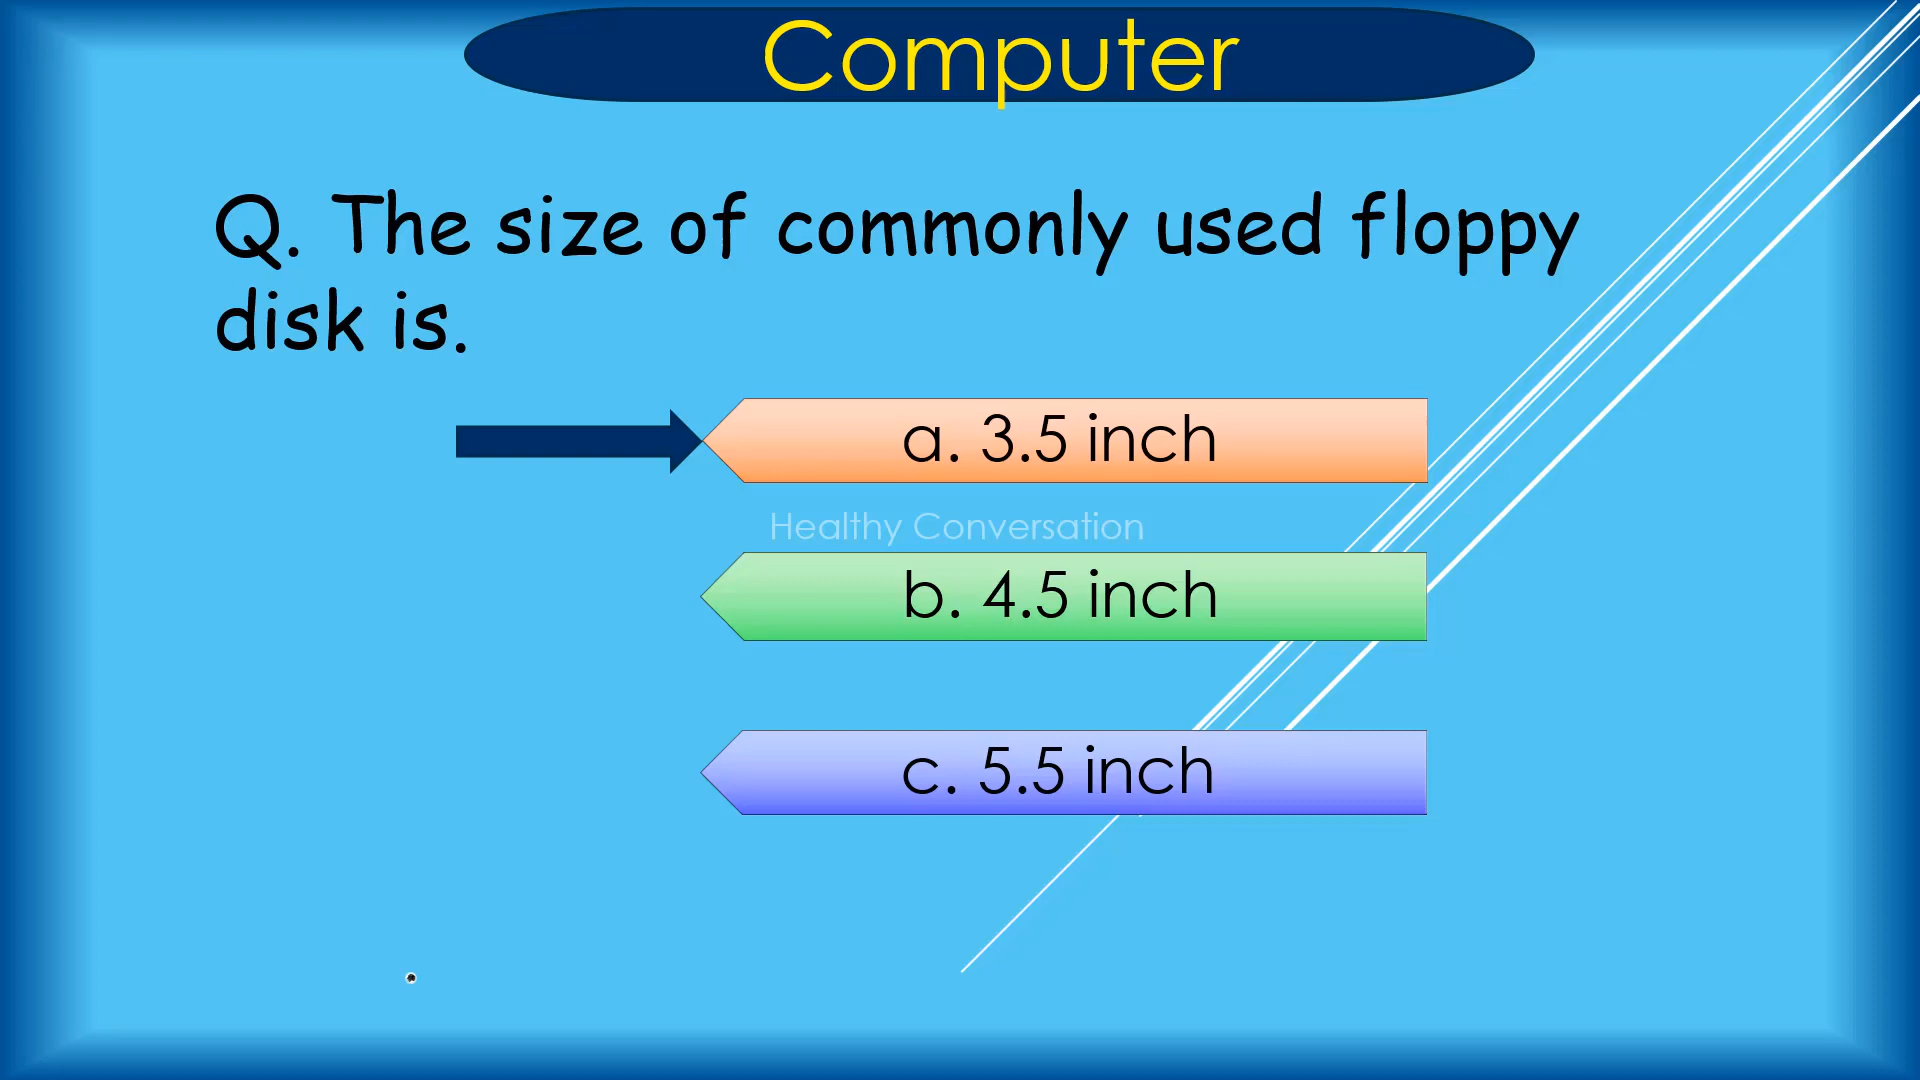 Computer
Q. The size of commonly used floppy
disk is.
a. 3.5 inch
Healthy Conversation
b. 4.5 inch
c. 5.5 inch